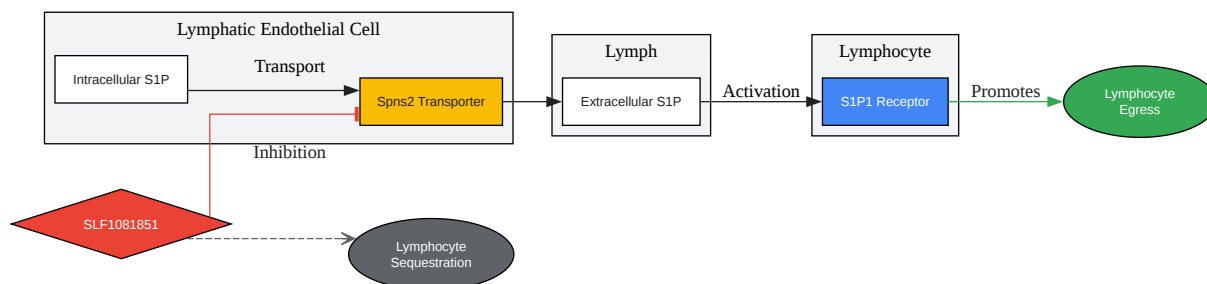 Lymphatic Endothelial Cell
Intracellular S1P
Transport
Spns2 Transporter
Inhibition
Lymph
Extracellular S1P
Activation
Lymphocyte
S1P1 Receptor
Promotes
Lymphocyte
Egress
SLF1081851
Lymphocyte
Sequestration